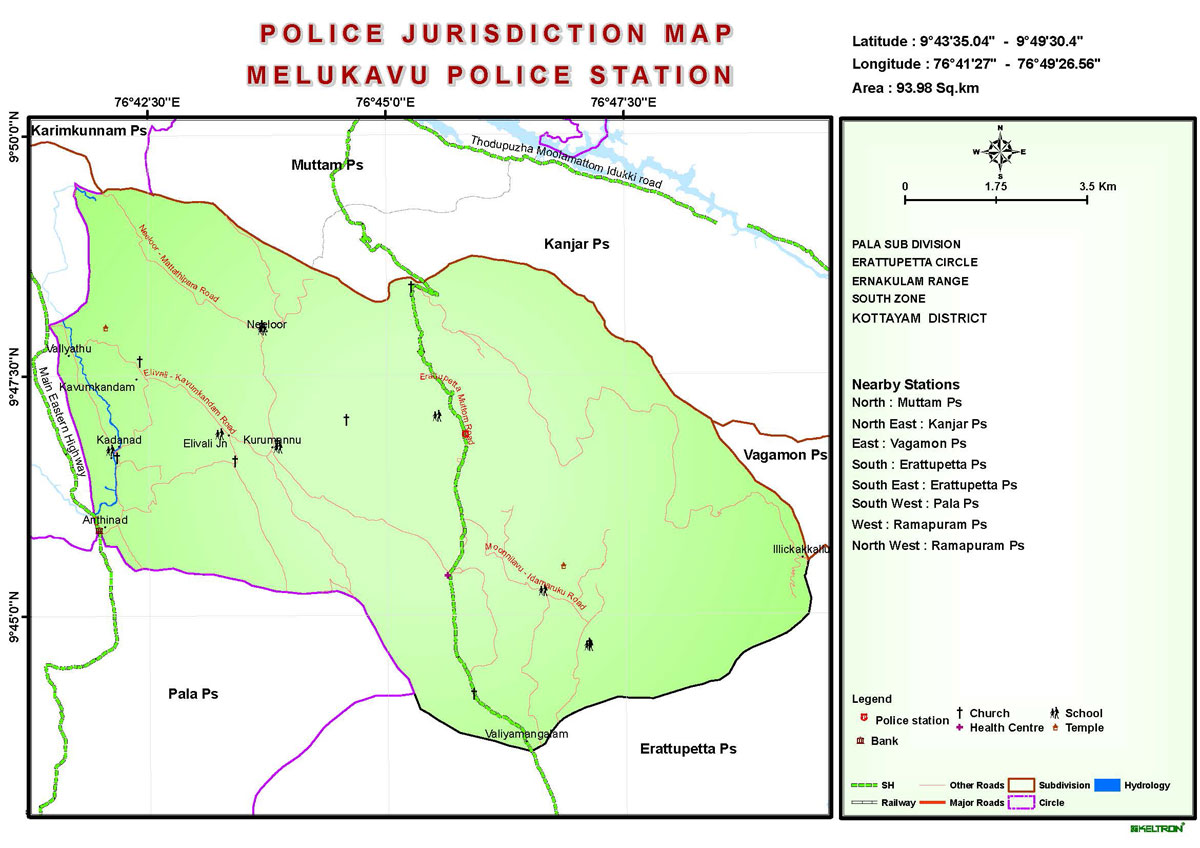 POLICE JURISDICTION MAP
MELUKAVU POLICE STATION
Latitude : 9°43'35.04" - 9°49'30.4"
Longitude : 76°41'27" - 76°49'26.56"
Area : 93.98 Sq.km
76°42'30"E
76°45'0"E
76°47'30"E
9°50'0"N
9°47'30"N
9°45'0"N
Karimkunnam Ps
Muttam Ps
Thodupuzha Moolamattom Idukki road
Kanjar Ps
Neeloor - Mattathipara Road
Neeloor
Vallyathu
Kavumkandam
Elivali - Kavumkandam Road
Erattupetta Muttom Road
Main Eastern Highway
Kadanad
Elivali Jn
Kurumannu
Vagamon Ps
Anthinad
Illickakkallu
Moonnilavu - Idamaruku Road
Pala Ps
Valiyamangalam
Erattupetta Ps
N
W
E
S
0
1.75
3.5 Km
PALA SUB DIVISION
ERATTUPETTA CIRCLE
ERNAKULAM RANGE
SOUTH ZONE
KOTTAYAM DISTRICT
Nearby Stations
North : Muttam Ps
North East : Kanjar Ps
East : Vagamon Ps
South : Erattupetta Ps
South East : Erattupetta Ps
South West : Pala Ps
West : Ramapuram Ps
North West : Ramapuram Ps
Legend
Police station
Church
School
Health Centre
Temple
Bank
SH
Other Roads
Subdivision
Hydrology
Railway
Major Roads
Circle
KELTRON